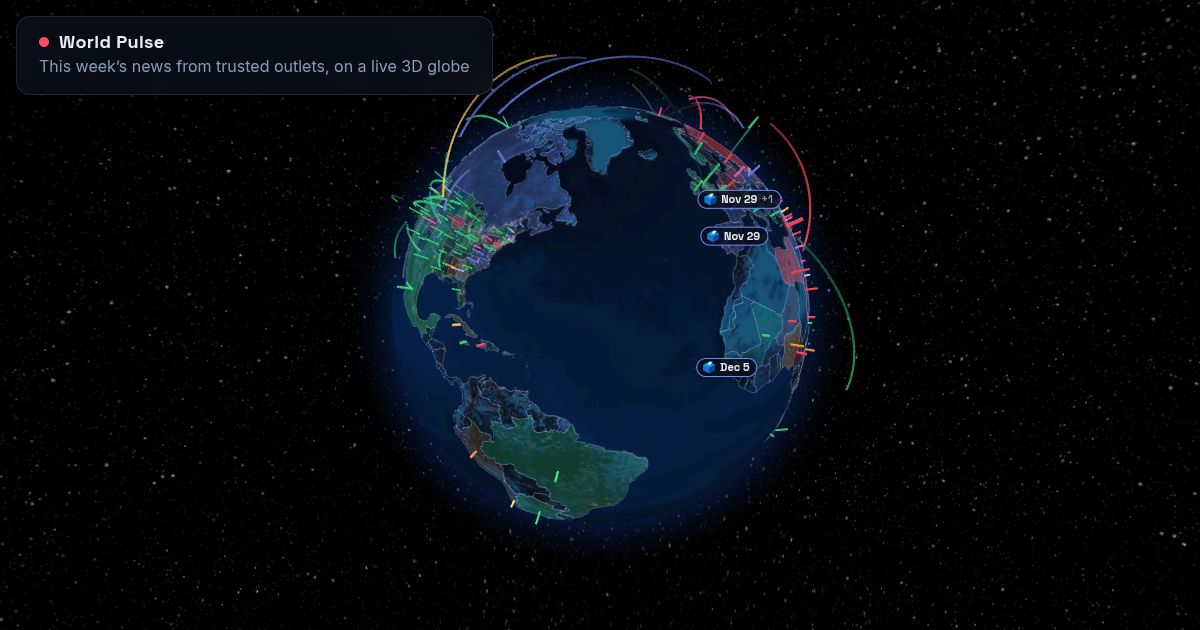 World Pulse
This week's news from trusted outlets, on a live 3D globe
Nov 29 +1
Nov 29
Dec 5